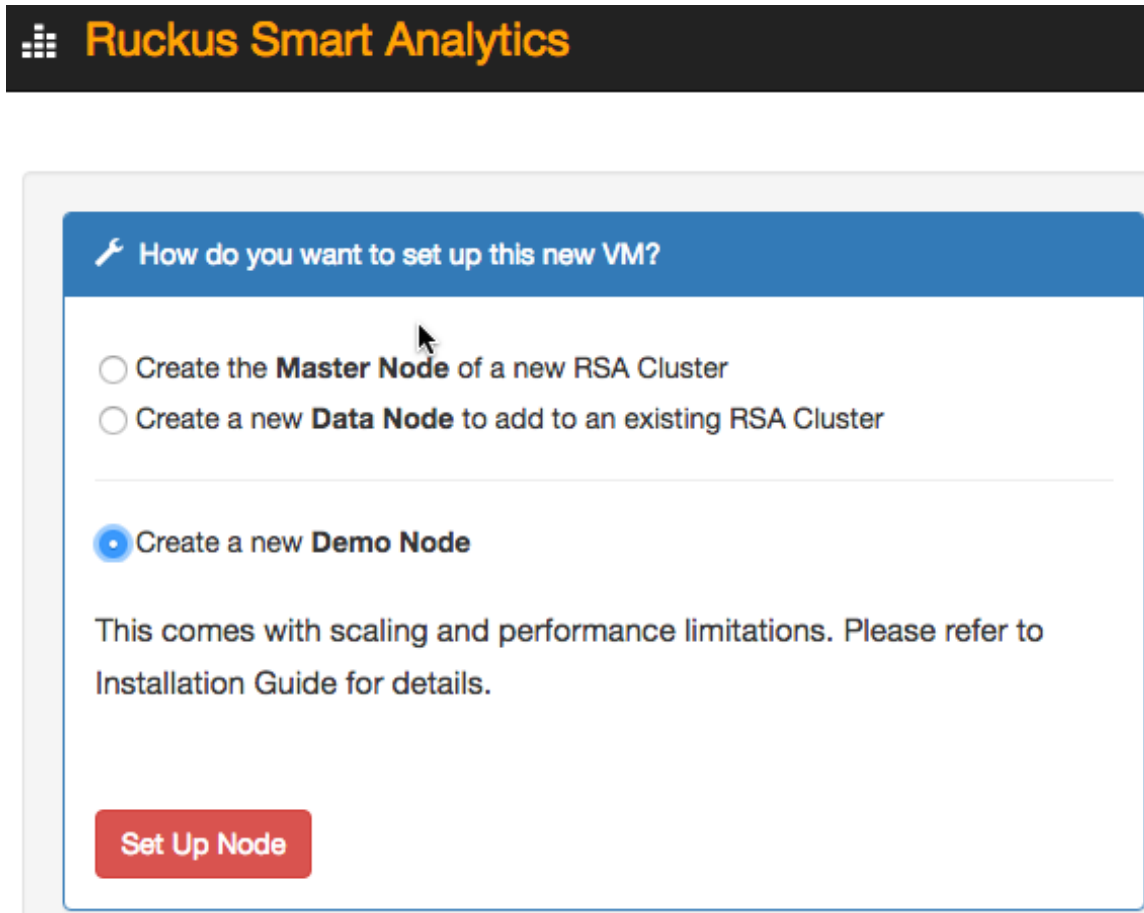 Ruckus Smart Analytics
How do you want to set up this new VM?
Create the Master Node of a new RSA Cluster
Create a new Data Node to add to an existing RSA Cluster
Create a new Demo Node
This comes with scaling and performance limitations. Please refer to
Installation Guide for details.
Set Up Node